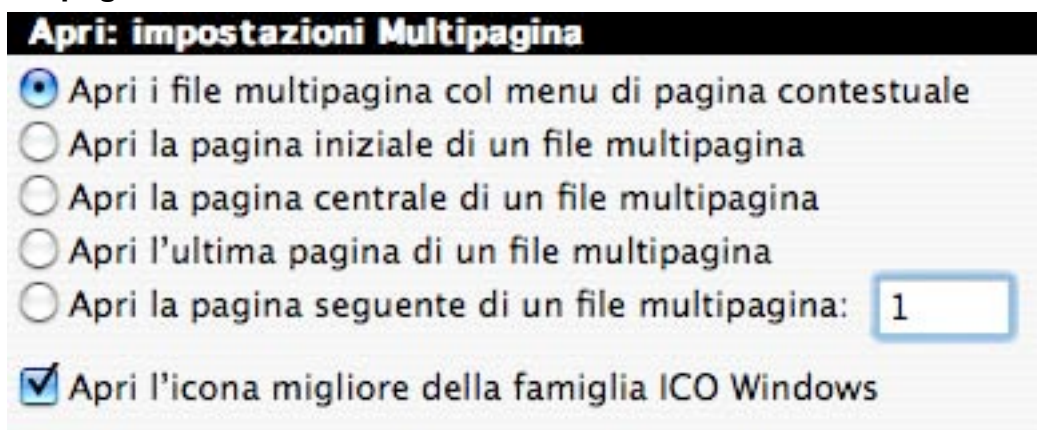 Apri: impostazioni Multipagina
Apri i file multipagina col menu di pagina contestuale
Apri la pagina iniziale di un file multipagina
Apri la pagina centrale di un file multipagina
Apri l'ultima pagina di un file multipagina
Apri la pagina seguente di un file multipagina: 1
Apri l'icona migliore della famiglia ICO Windows